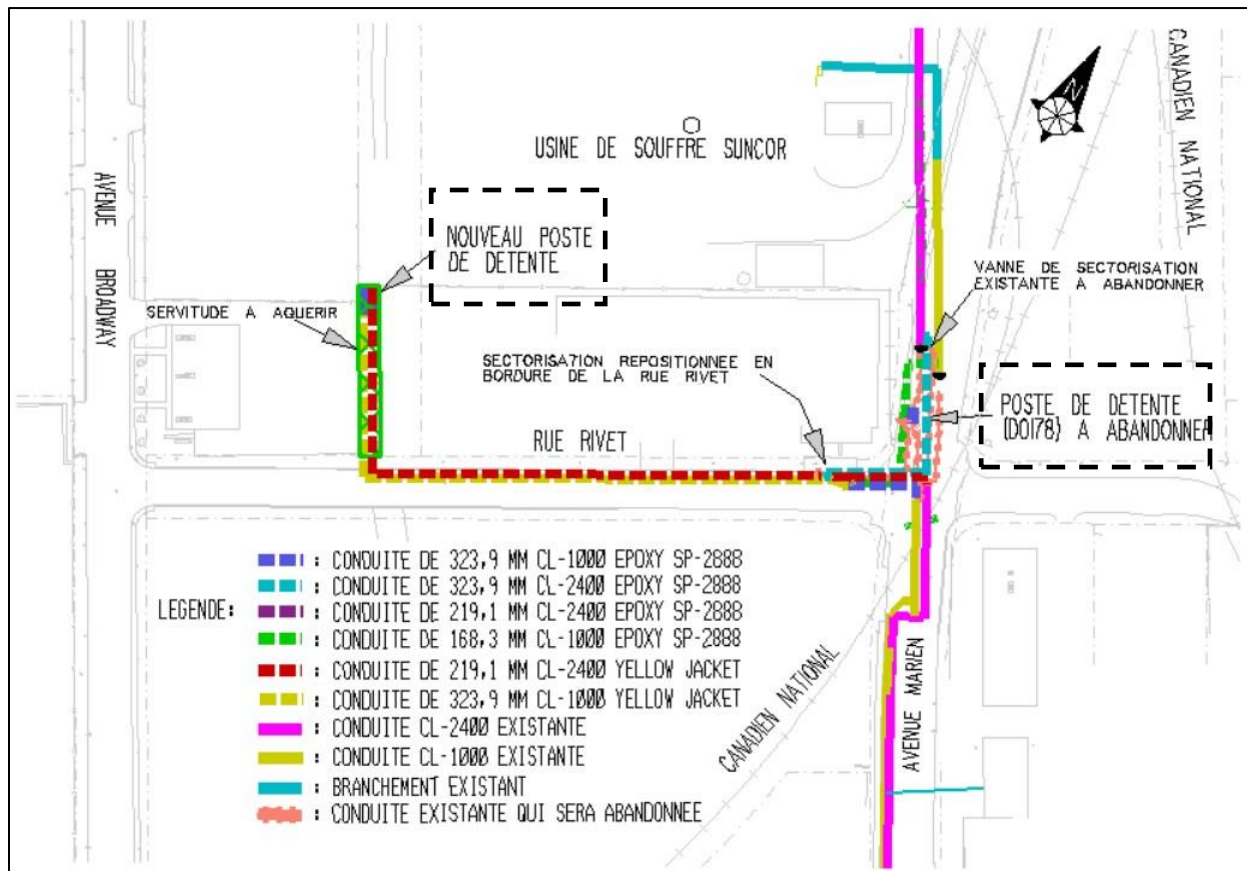 CANADIEN NATIONAL
N
USINE DE SOUFFRE SUNCOR
AVENUE BROADWAY
NOUVEAU POSTE
DE DETENTE
VANNE DE SECTORISATION
EXISTANTE A ABANDONNER
SERVITUDE A AQUERIR
SECTORISATION REPOSITIONNEE EN
BORDURE DE LA RUE RIVET
POSTE DE DETENTE
(D0178) A ABANDONNER
RUE RIVET
LEGENDE:
: CONDUITE DE 323,9 MM CL-1000 EPOXY SP-2888
: CONDUITE DE 323,9 MM CL-2400 EPOXY SP-2888
: CONDUITE DE 219,1 MM CL-2400 EPOXY SP-2888
: CONDUITE DE 168,3 MM CL-1000 EPOXY SP-2888
: CONDUITE DE 219,1 MM CL-2400 YELLOW JACKET
: CONDUITE DE 323,9 MM CL-1000 YELLOW JACKET
: CONDUITE CL-2400 EXISTANTE
: CONDUITE CL-1000 EXISTANTE
: BRANCHEMENT EXISTANT
: CONDUITE EXISTANTE QUI SERA ABANDONNEE
CANADIEN NATIONAL
AVENUE MARIEN